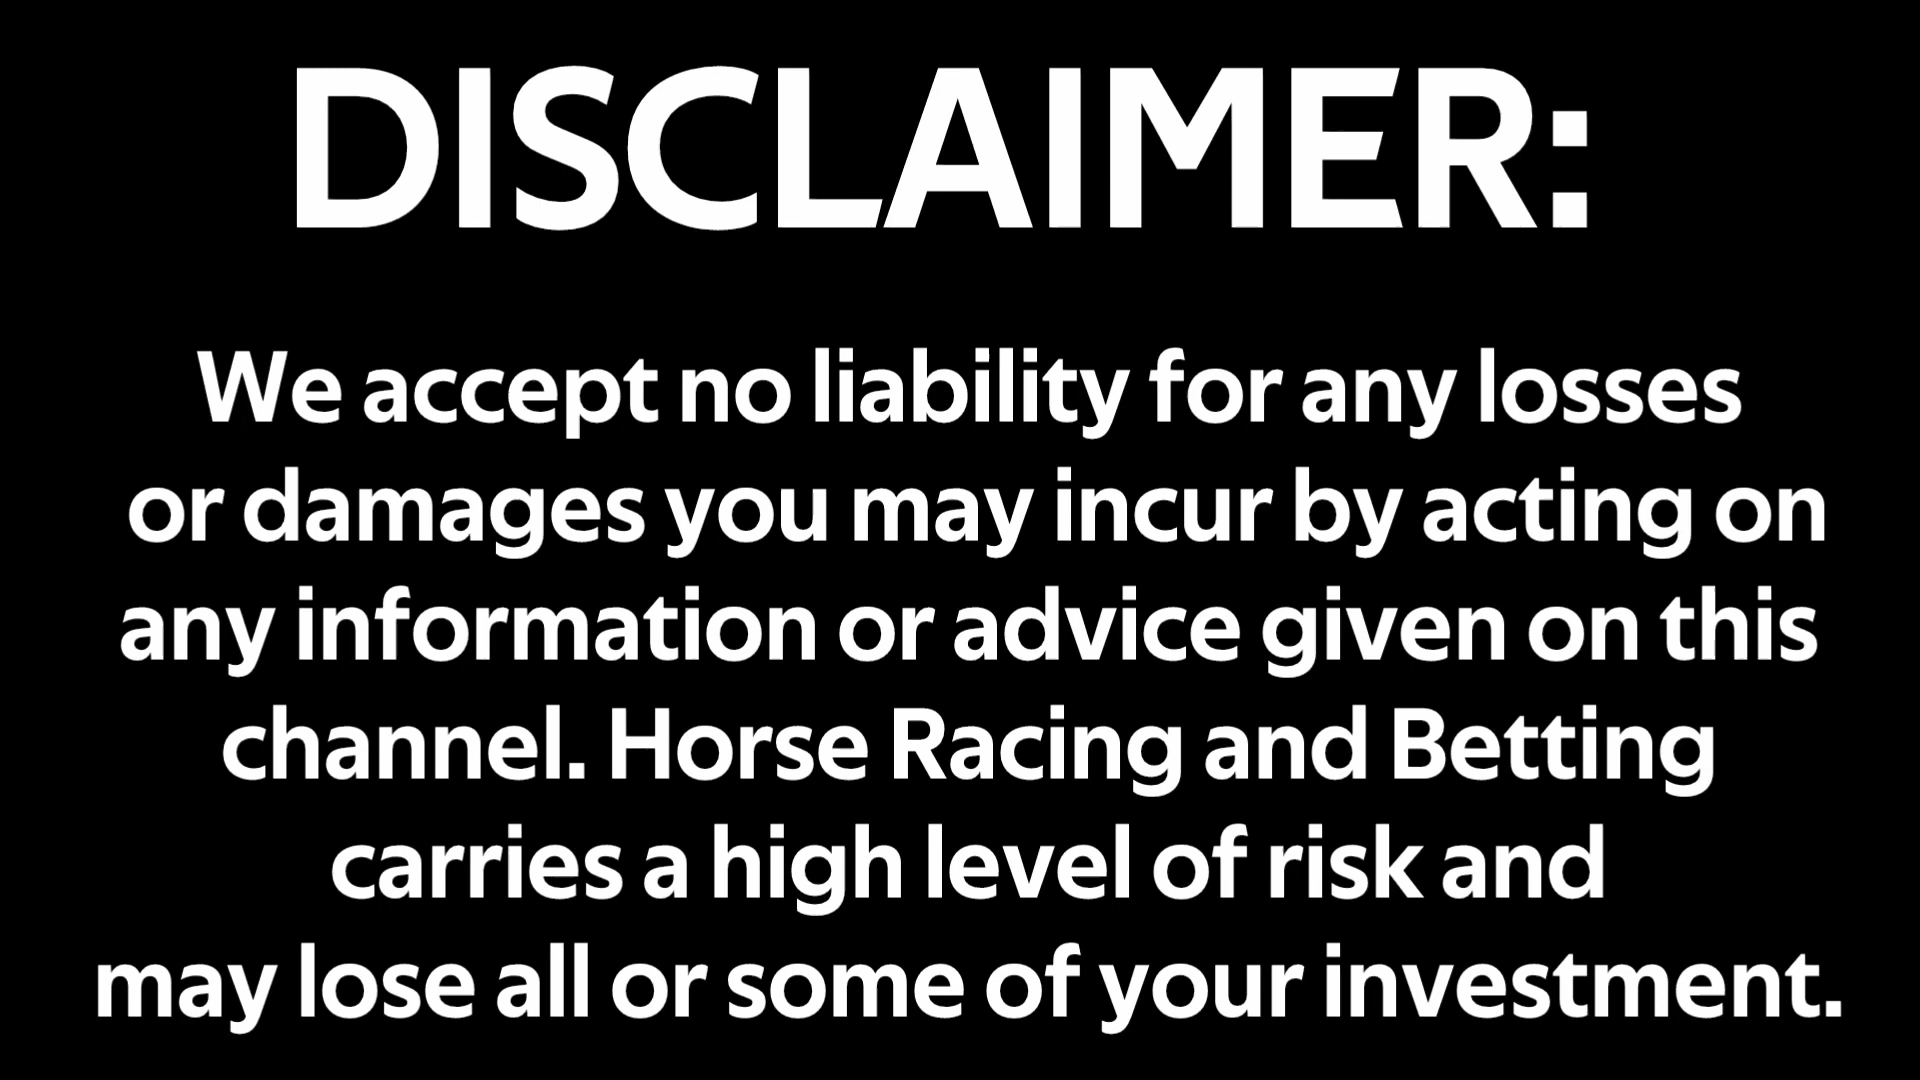 DISCLAIMER:
We accept no liability for any losses
or damages you may incur by acting on
any information or advice given on this
channel. Horse Racing and Betting
carries a high level of risk and
may lose all or some of your investment.